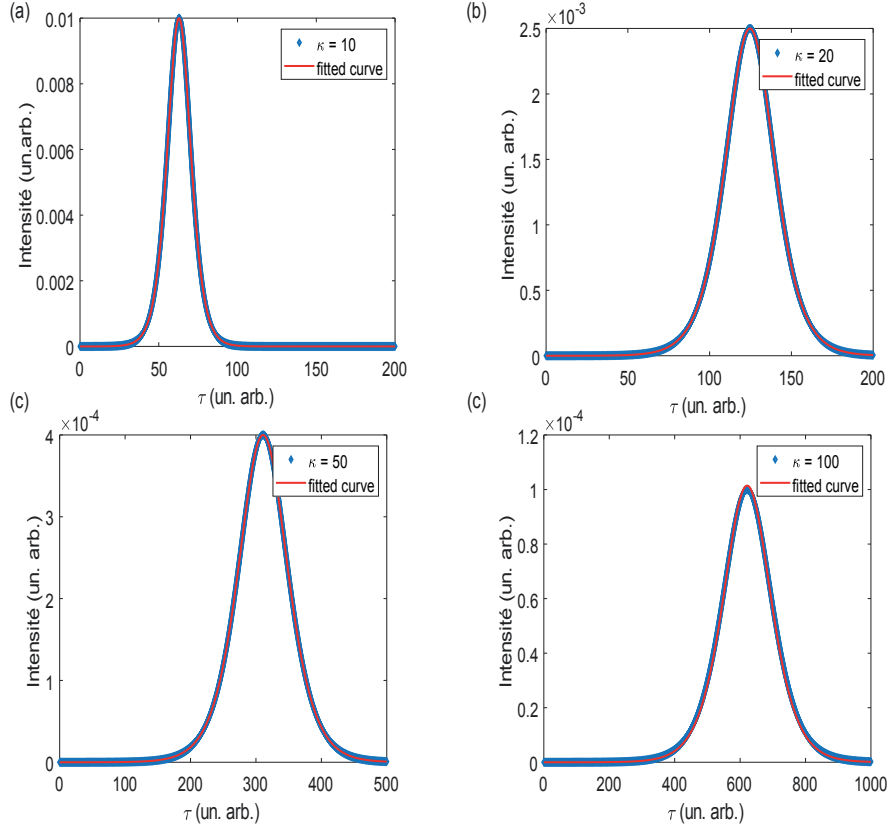 (a)
κ = 10
fitted curve
0.01
0.008
0.006
0.004
0.002
0
Intensité (un.arb.)
0
50
100
150
200
τ (un. arb.)
(b)
×10⁻³
κ = 20
fitted curve
2.5
2
1.5
1
0.5
0
Intensité (un. arb.)
0
50
100
150
200
τ (un. arb.)
(c)
×10⁻⁴
κ = 50
fitted curve
4
3
2
1
0
Intensité (un. arb.)
0
100
200
300
400
500
τ (un. arb.)
(c)
×10⁻⁴
κ = 100
fitted curve
1.2
1
0.8
0.6
0.4
0.2
0
Intensité (un. arb.)
0
200
400
600
800
1000
τ (un. arb.)